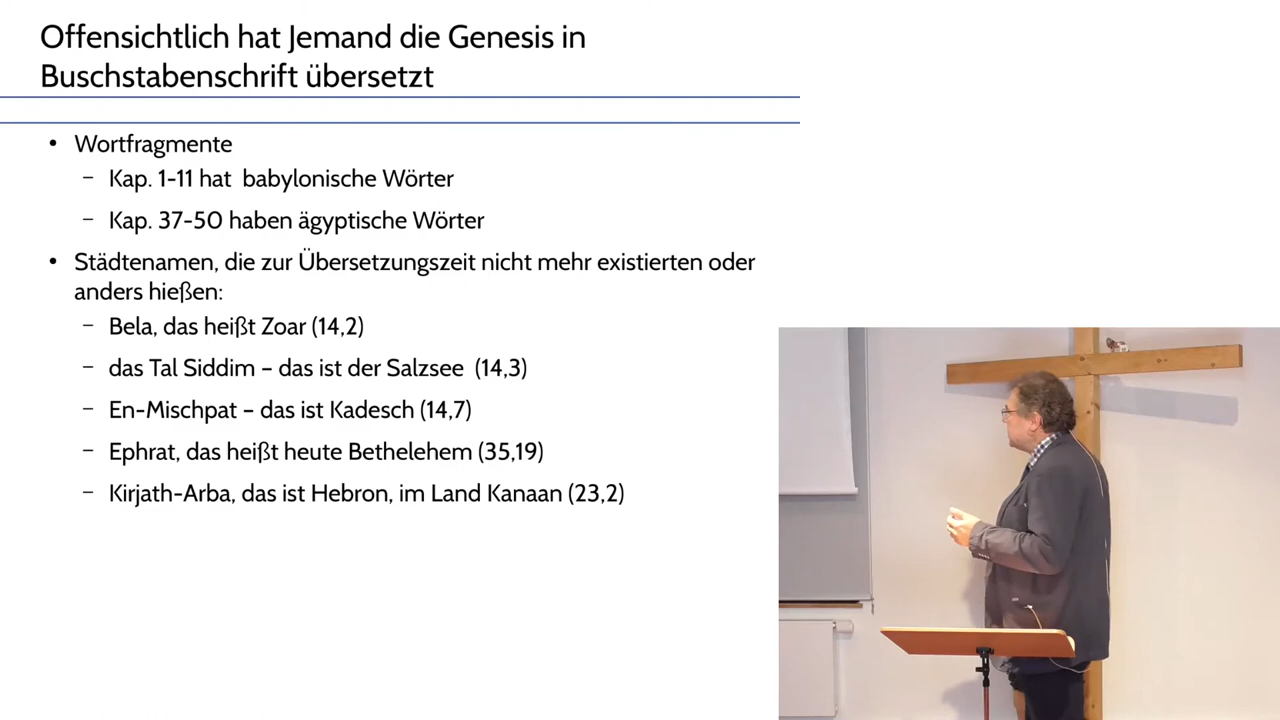 Offensichtlich hat Jemand die Genesis in
Buschstabenschrift übersetzt
• Wortfragmente
– Kap. 1-11 hat babylonische Wörter
– Kap. 37-50 haben ägyptische Wörter
• Städtenamen, die zur Übersetzungszeit nicht mehr existierten oder
anders hießen:
– Bela, das heißt Zoar (14,2)
– das Tal Siddim – das ist der Salzsee (14,3)
– En-Mischpat – das ist Kadesch (14,7)
– Ephrat, das heißt heute Bethelehem (35,19)
– Kirjath-Arba, das ist Hebron, im Land Kanaan (23,2)